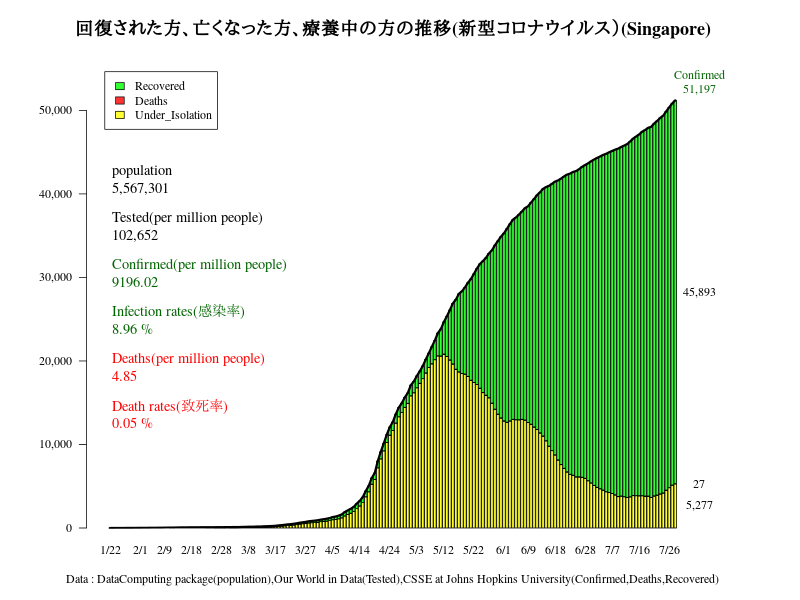 回復された方、亡くなった方、療養中の方の推移(新型コロナウイルス）(Singapore)
Confirmed
51,197
Recovered
Deaths
Under_Isolation
50,000
40,000
30,000
20,000
10,000
0
population
5,567,301
Tested(per million people)
102,652
Confirmed(per million people)
9196.02
Infection rates(感染率)
8.96 %
Deaths(per million people)
4.85
Death rates(致死率)
0.05 %
45,893
27
5,277
1/22 2/1 2/9 2/18 2/28 3/8 3/17 3/27 4/5 4/14 4/24 5/3 5/12 5/22 6/1 6/9 6/18 6/28 7/7 7/16 7/26
Data : DataComputing package(population),Our World in Data(Tested),CSSE at Johns Hopkins University(Confirmed,Deaths,Recovered)